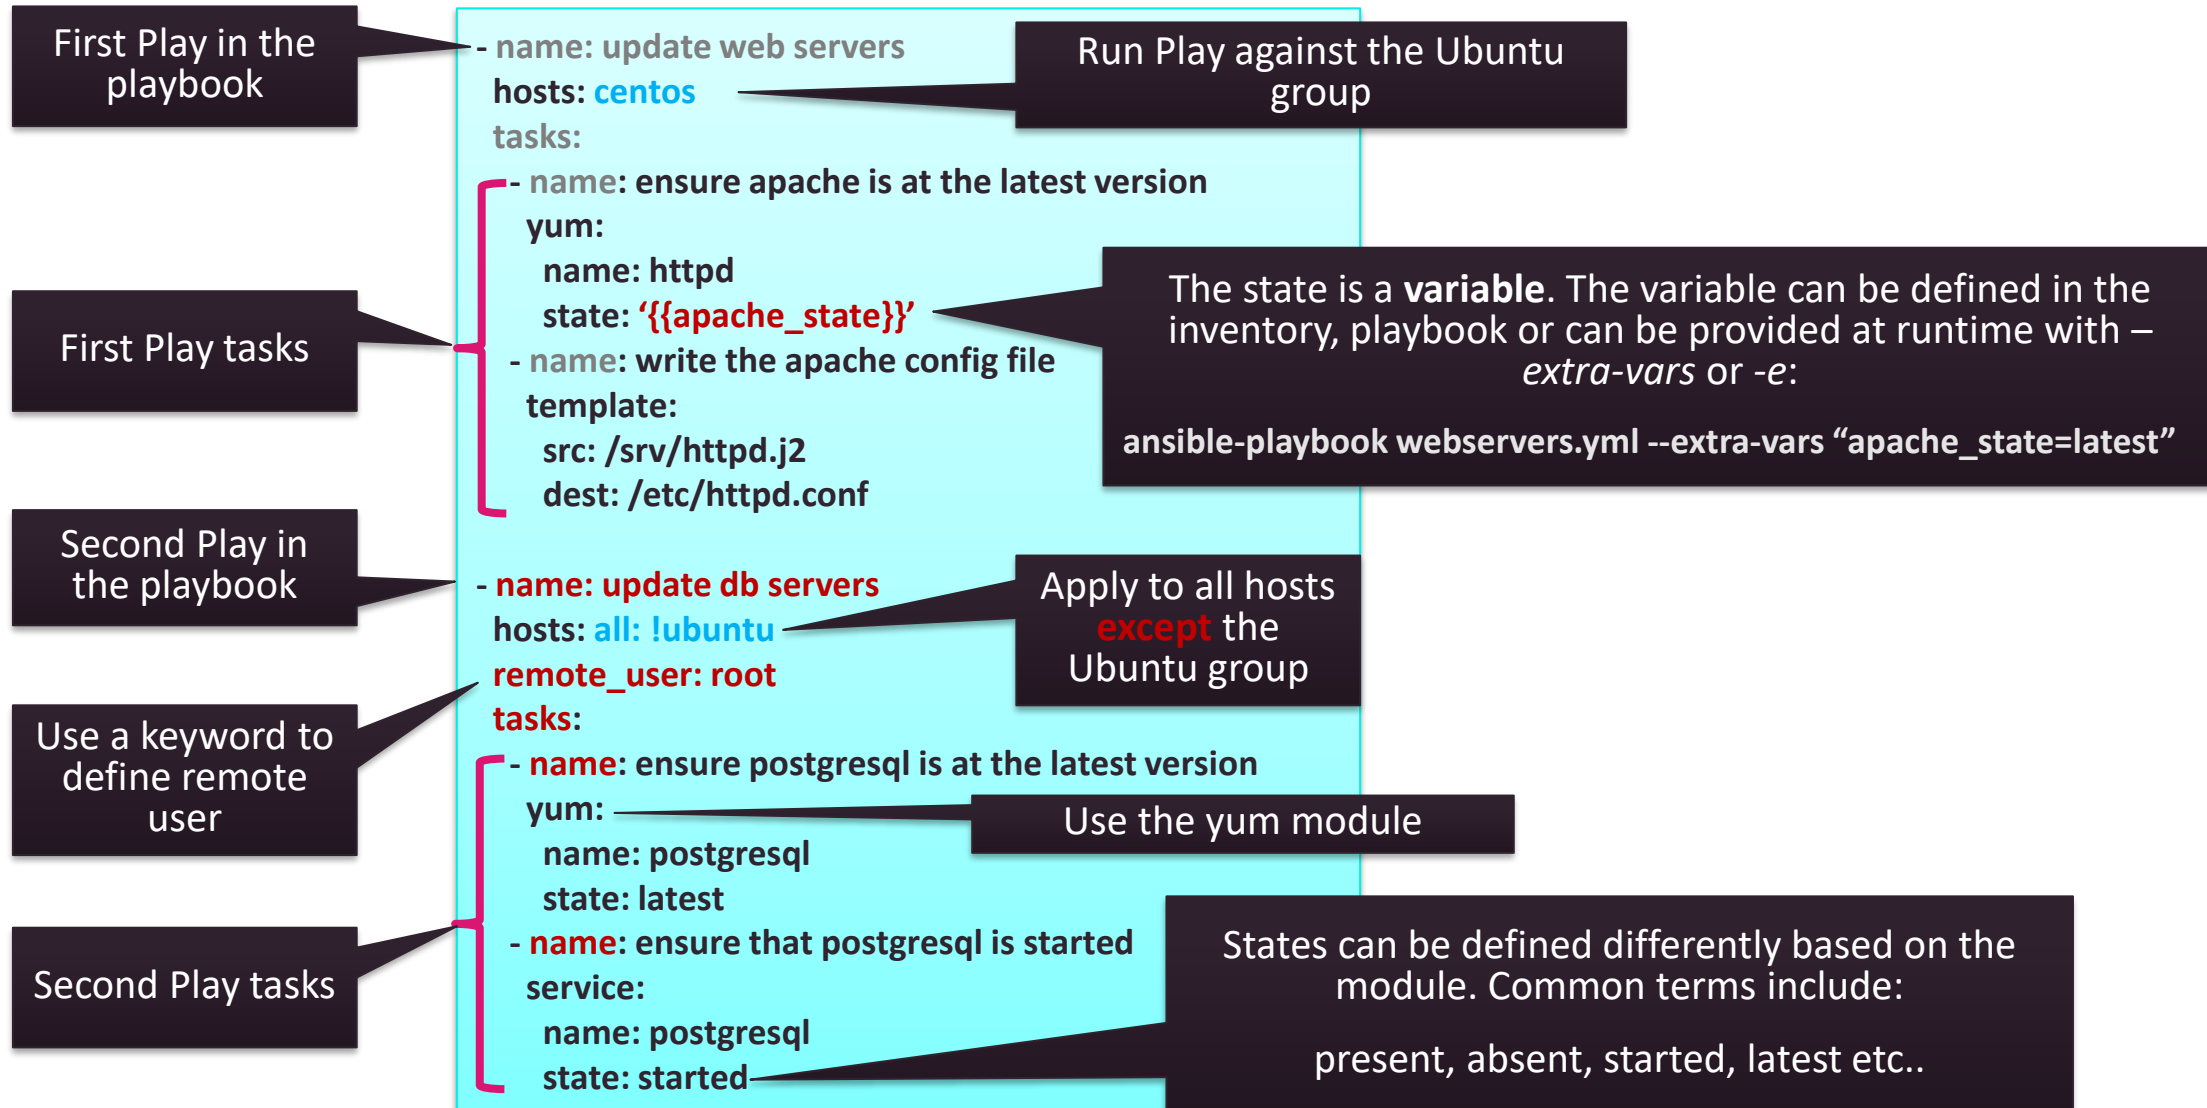 First Play in the
playbook
- name: update web servers
hosts: centos
tasks:
Run Play against the Ubuntu
group
- name: ensure apache is at the latest version
yum:
name: httpd
state: ‘{{apache_state}}’
- name: write the apache config file
template:
src: /srv/httpd.j2
dest: /etc/httpd.conf
First Play tasks
The state is a variable. The variable can be defined in the
inventory, playbook or can be provided at runtime with –
extra-vars or -e:
ansible-playbook webservers.yml --extra-vars “apache_state=latest”
Second Play in
the playbook
- name: update db servers
hosts: all: !ubuntu
remote_user: root
tasks:
Apply to all hosts
except the
Ubuntu group
Use a keyword to
define remote
user
- name: ensure postgresql is at the latest version
yum:
name: postgresql
state: latest
- name: ensure that postgresql is started
service:
name: postgresql
state: started
Use the yum module
Second Play tasks
States can be defined differently based on the
module. Common terms include:
present, absent, started, latest etc..